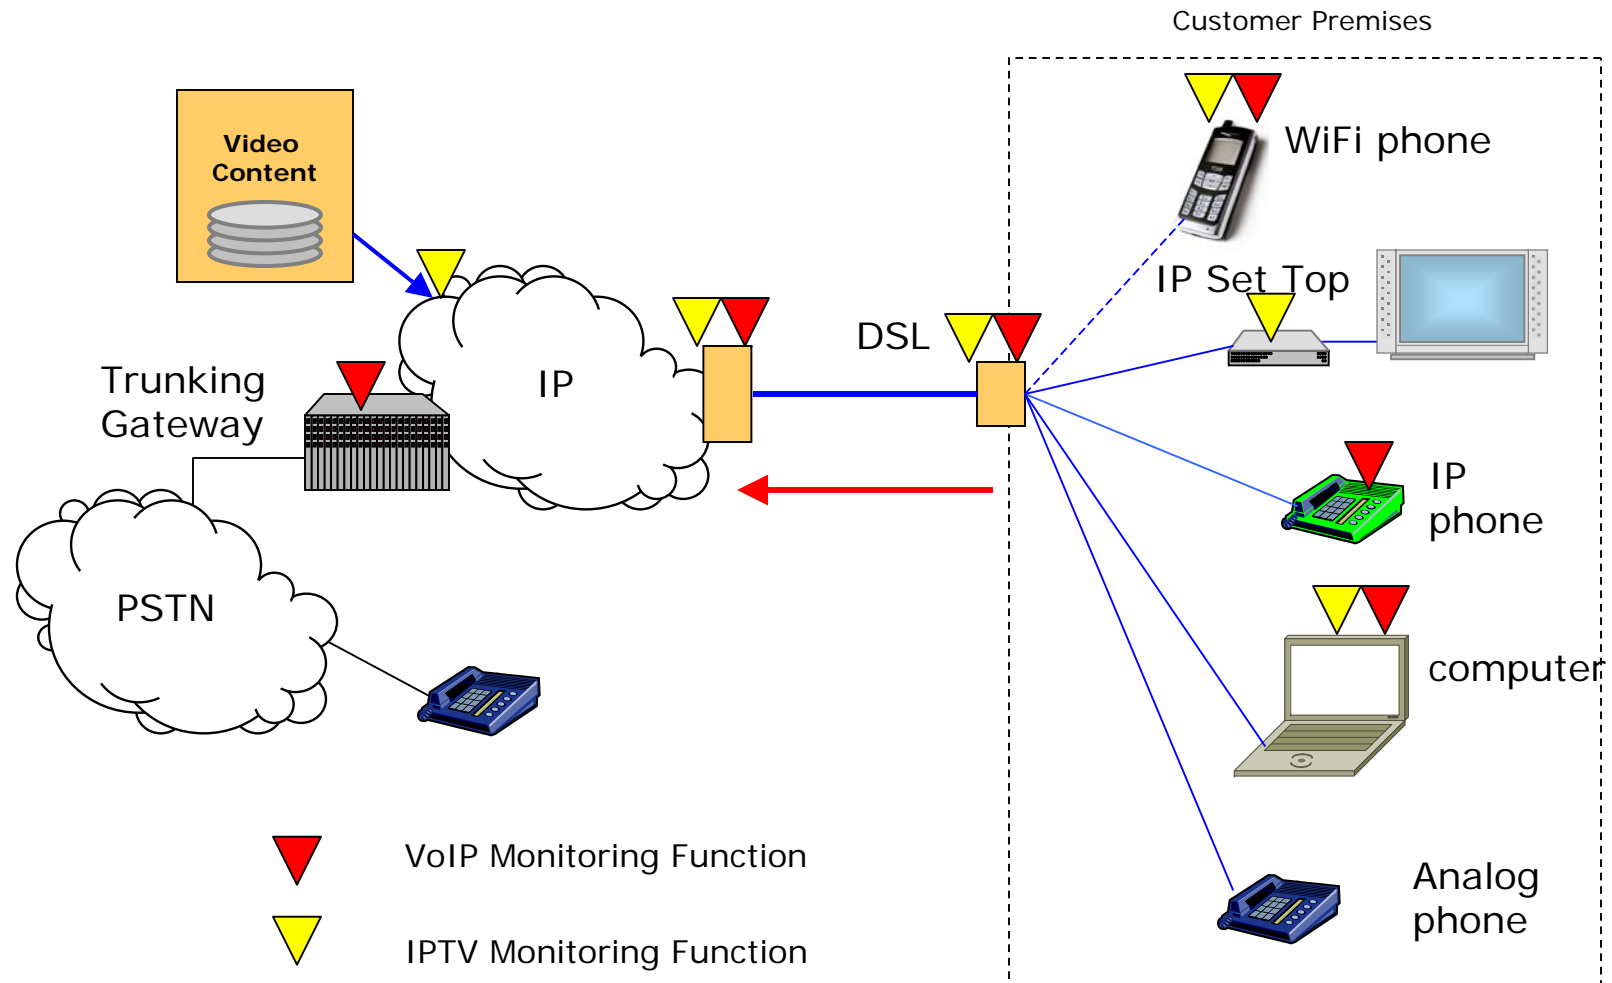 Customer Premises
Video
Content
WiFi phone
IP Set Top
DSL
Trunking
Gateway
IP
IP
phone
PSTN
computer
VoIP Monitoring Function
Analog
phone
IPTV Monitoring Function